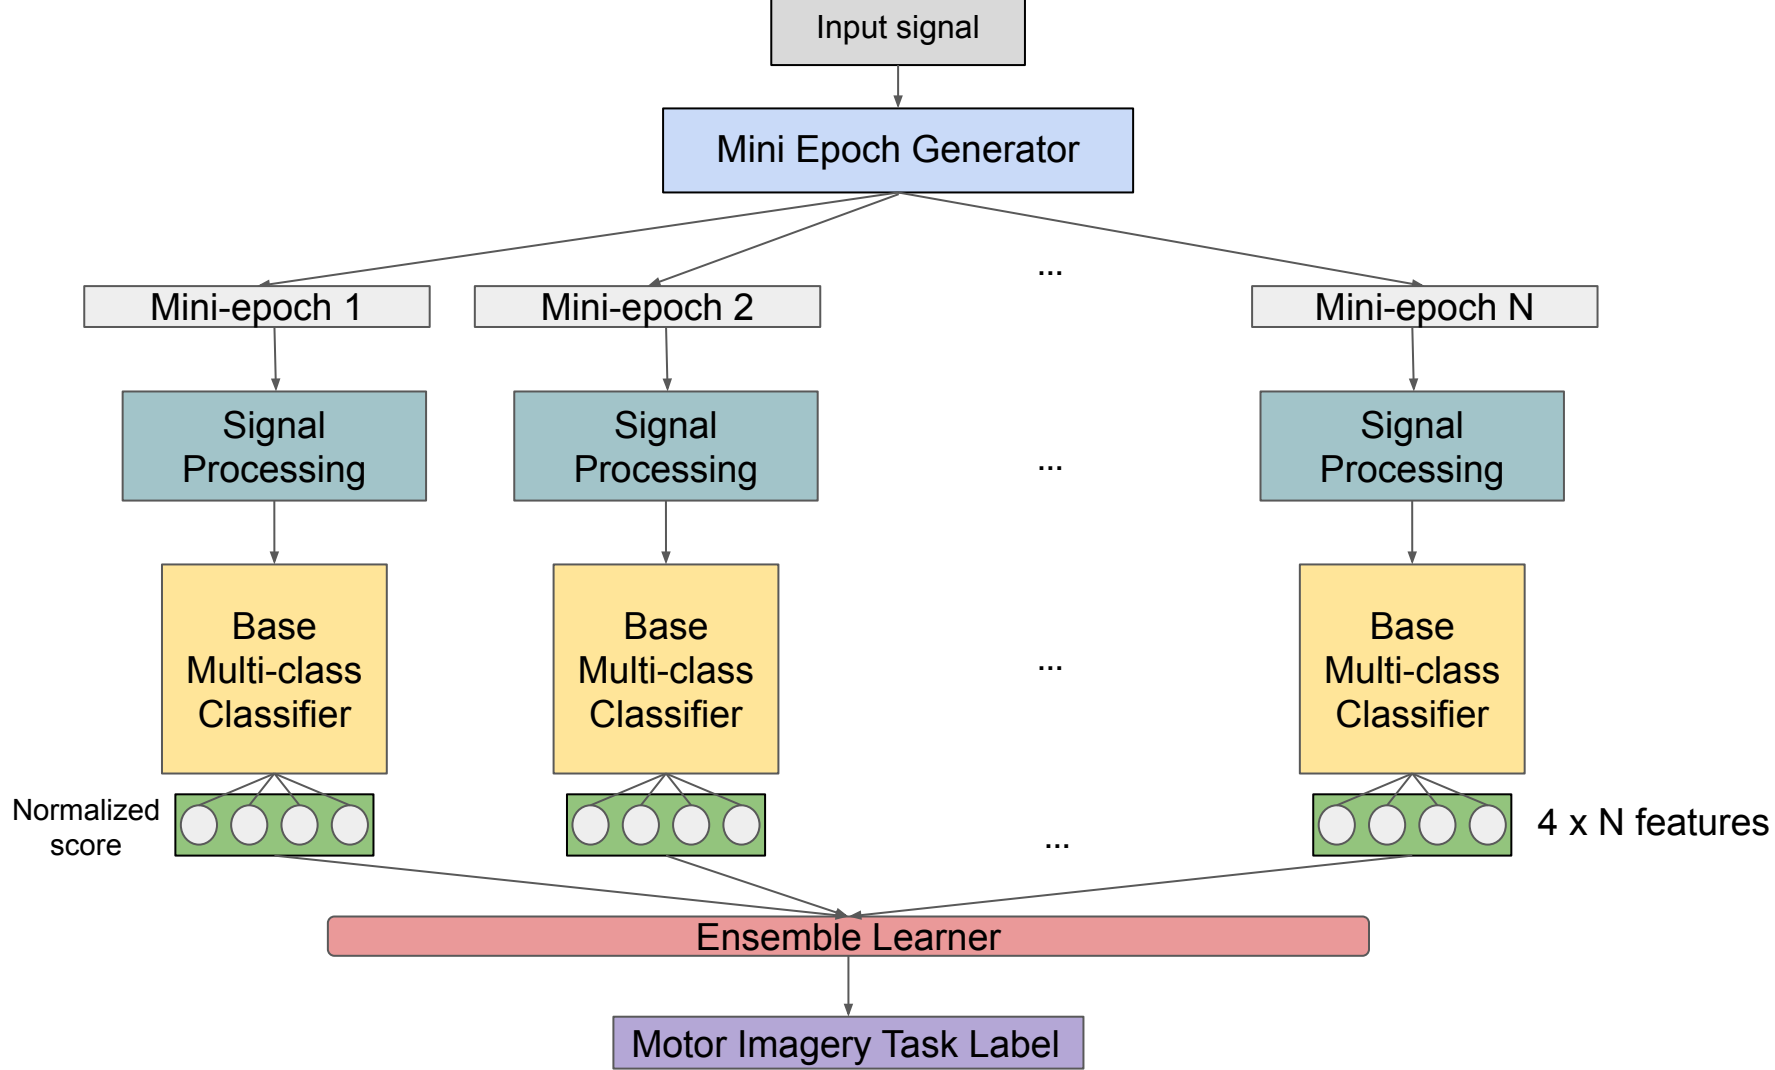 Input signal
Mini Epoch Generator
...
Mini-epoch 1
Mini-epoch 2
Mini-epoch N
Signal
Processing
Signal
Processing
...
Signal
Processing
Base
Multi-class
Classifier
Base
Multi-class
Classifier
...
Base
Multi-class
Classifier
Normalized
score
...
4 x N features
Ensemble Learner
Motor Imagery Task Label